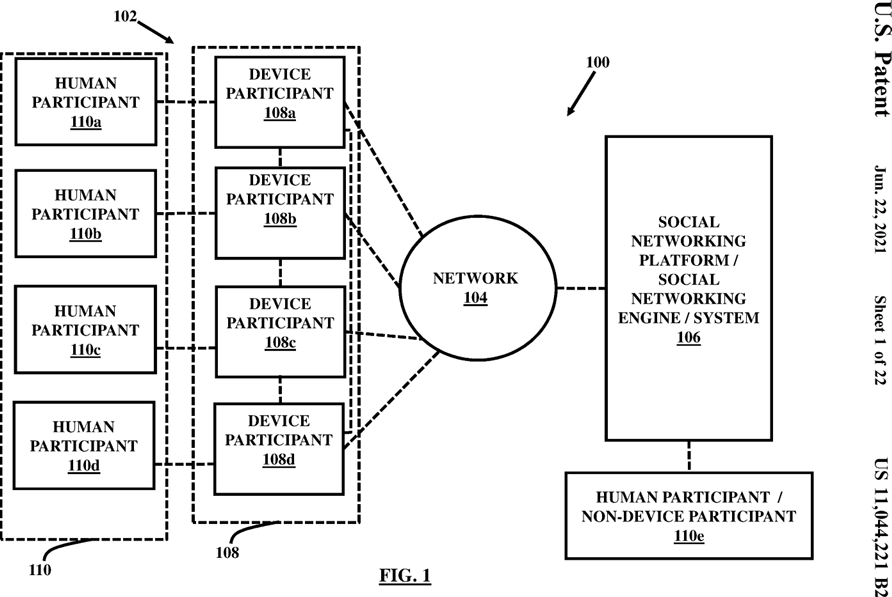 U.S. Patent
Jun. 22, 2021
Sheet 1 of 22
US 11,044,221 B2
102
100
HUMAN
PARTICIPANT
110a
DEVICE
PARTICIPANT
108a
HUMAN
PARTICIPANT
110b
DEVICE
PARTICIPANT
108b
HUMAN
PARTICIPANT
110c
DEVICE
PARTICIPANT
108c
HUMAN
PARTICIPANT
110d
DEVICE
PARTICIPANT
108d
NETWORK
104
SOCIAL
NETWORKING
PLATFORM /
SOCIAL
NETWORKING
ENGINE / SYSTEM
106
HUMAN PARTICIPANT /
NON-DEVICE PARTICIPANT
110e
110
108
FIG. 1